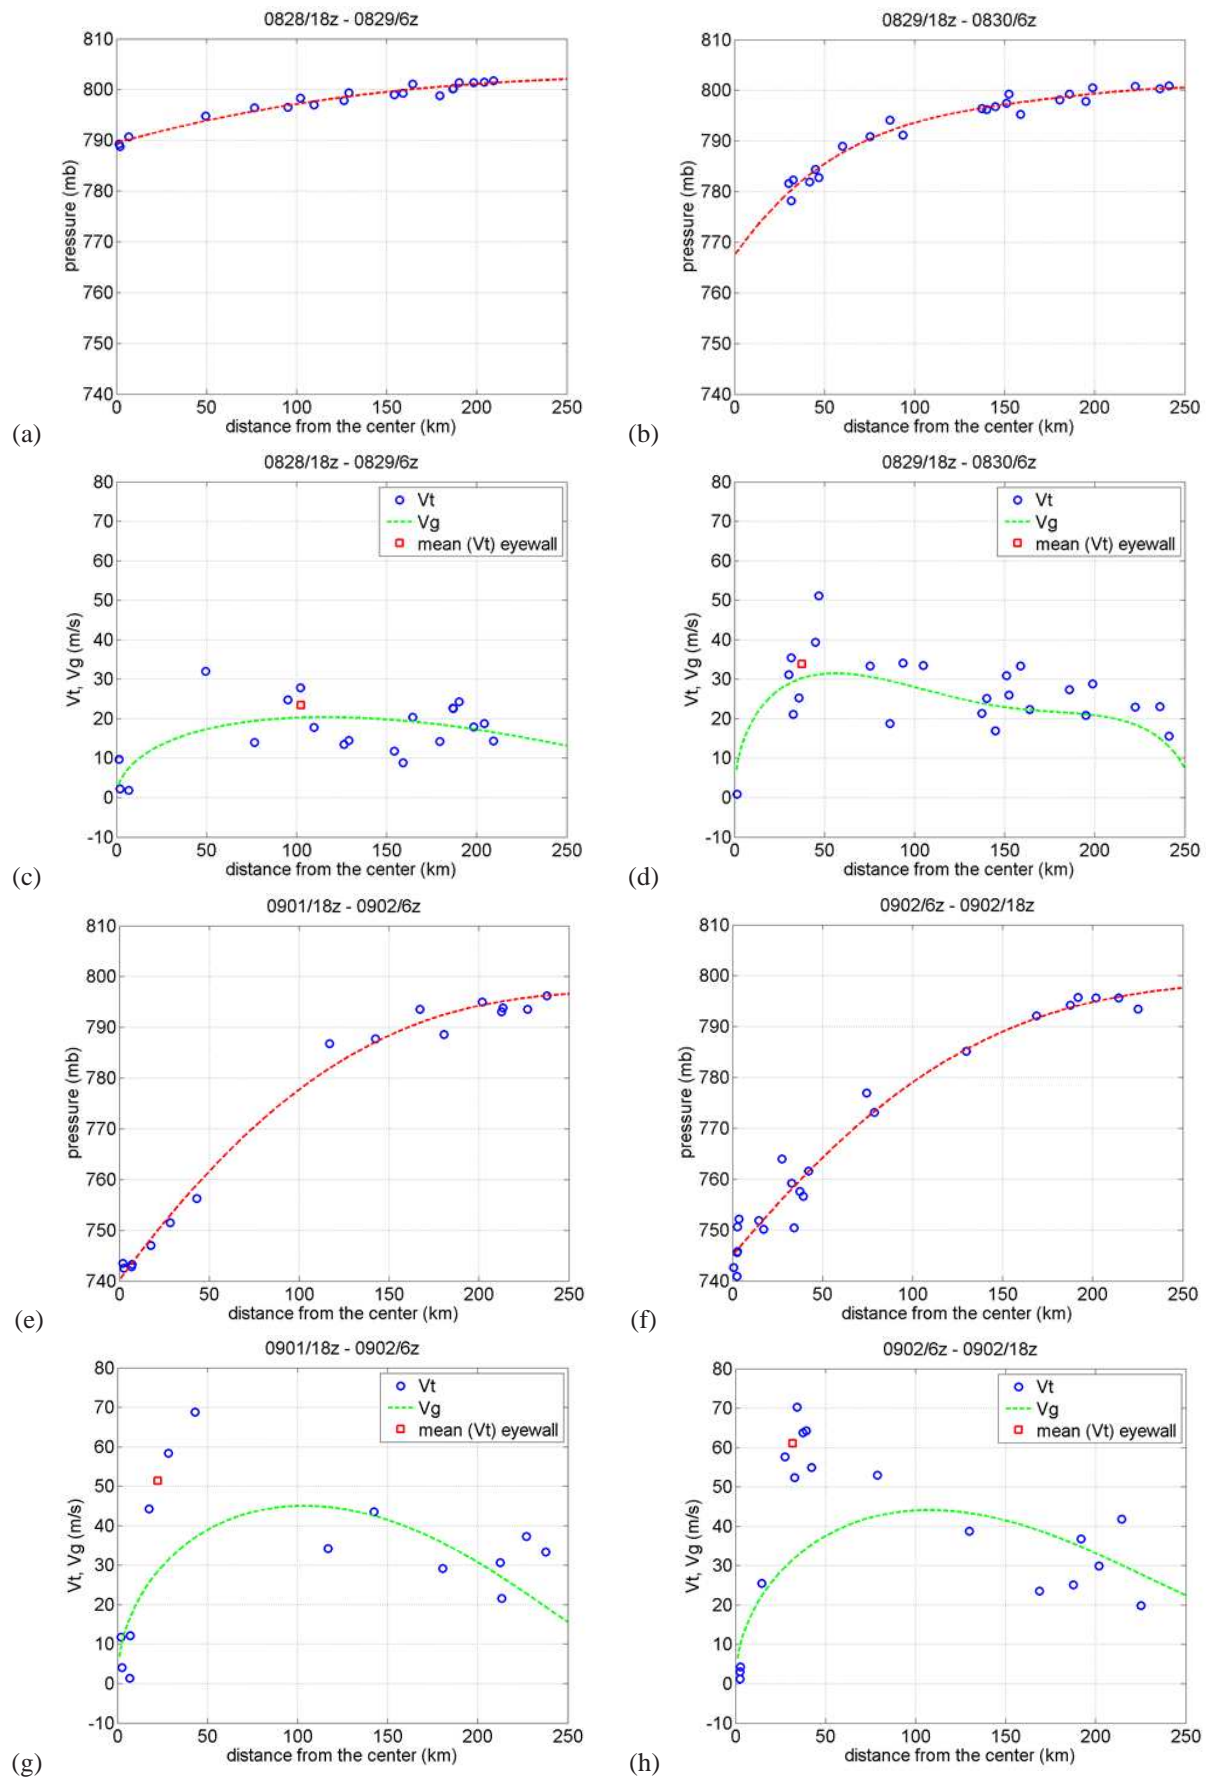 0828/18z - 0829/6z
810
800
790
780
770
760
750
740
pressure (mb)
0 50 100 150 200 250
distance from the center (km)
(a)
0829/18z - 0830/6z
810
800
790
780
770
760
750
740
pressure (mb)
0 50 100 150 200 250
distance from the center (km)
(b)
0828/18z - 0829/6z
80
70
60
50
40
30
20
10
0
-10
Vt, Vg (m/s)
Vt
Vg
mean (Vt) eyewall
0 50 100 150 200 250
distance from the center (km)
(c)
0829/18z - 0830/6z
80
70
60
50
40
30
20
10
0
-10
Vt, Vg (m/s)
Vt
Vg
mean (Vt) eyewall
0 50 100 150 200 250
distance from the center (km)
(d)
0901/18z - 0902/6z
810
800
790
780
770
760
750
740
pressure (mb)
0 50 100 150 200 250
distance from the center (km)
(e)
0902/6z - 0902/18z
810
800
790
780
770
760
750
740
pressure (mb)
0 50 100 150 200 250
distance from the center (km)
(f)
0901/18z - 0902/6z
80
70
60
50
40
30
20
10
0
-10
Vt, Vg (m/s)
Vt
Vg
mean (Vt) eyewall
0 50 100 150 200 250
distance from the center (km)
(g)
0902/6z - 0902/18z
80
70
60
50
40
30
20
10
0
-10
Vt, Vg (m/s)
Vt
Vg
mean (Vt) eyewall
0 50 100 150 200 250
distance from the center (km)
(h)